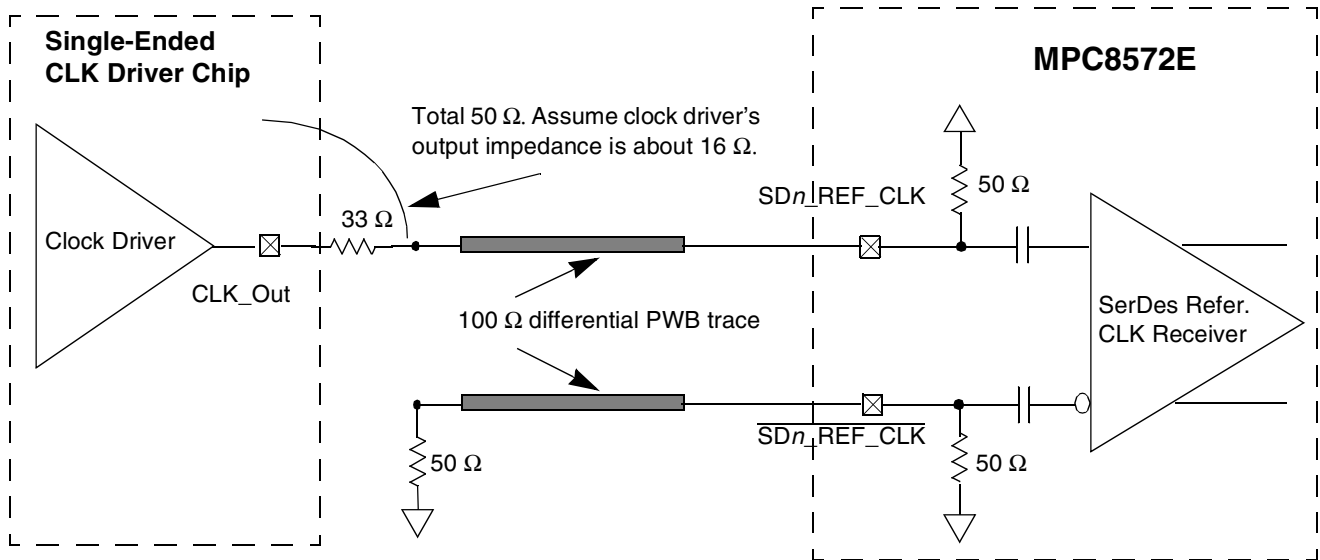 Single-Ended
CLK Driver Chip
MPC8572E
Total 50 Ω. Assume clock driver's
output impedance is about 16 Ω.
SDn_REF_CLK
50 Ω
33 Ω
Clock Driver
CLK_Out
100 Ω differential PWB trace
SerDes Refer.
CLK Receiver
SDn_REF_CLK
50 Ω
50 Ω